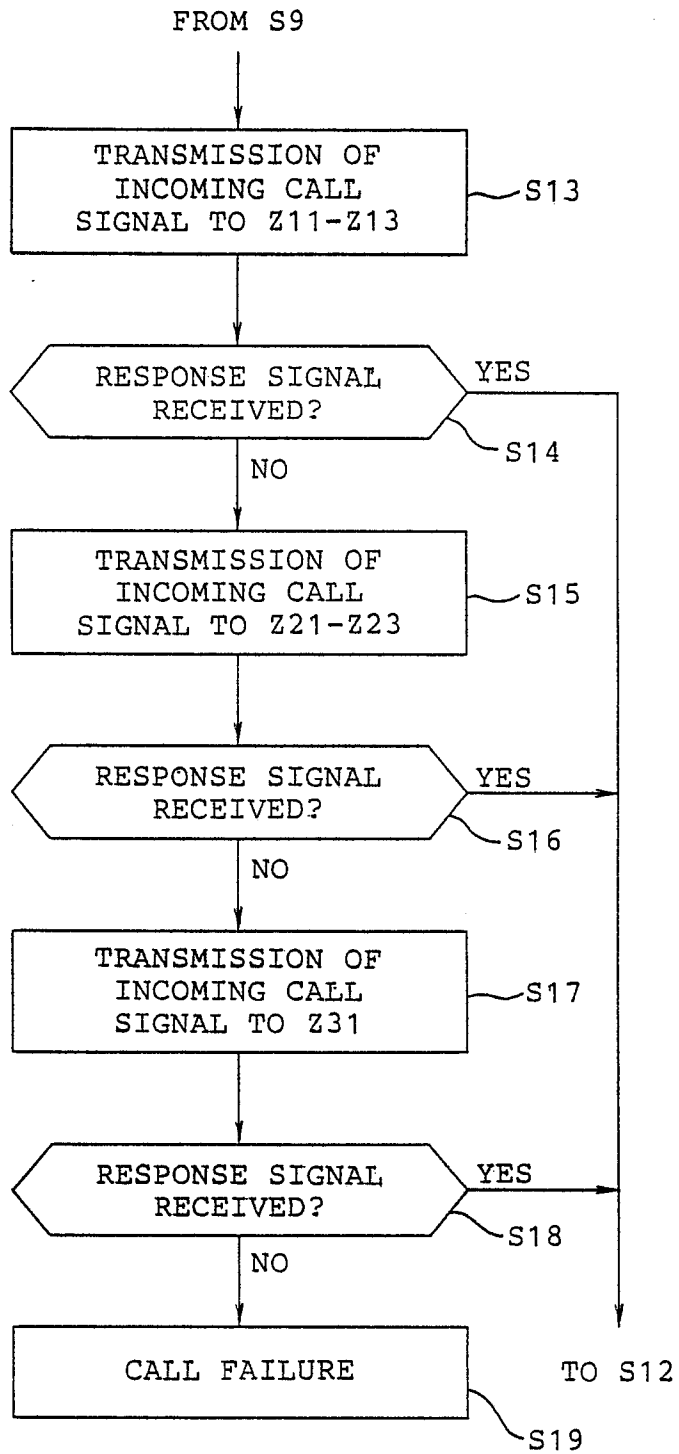 FROM S9
TRANSMISSION OF
INCOMING CALL
SIGNAL TO Z11-Z13
S13
RESPONSE SIGNAL
RECEIVED?
YES
S14
NO
TRANSMISSION OF
INCOMING CALL
SIGNAL TO Z21-Z23
S15
RESPONSE SIGNAL
RECEIVED?
YES
S16
NO
TRANSMISSION OF
INCOMING CALL
SIGNAL TO Z31
S17
RESPONSE SIGNAL
RECEIVED?
YES
S18
NO
CALL FAILURE
TO S12
S19